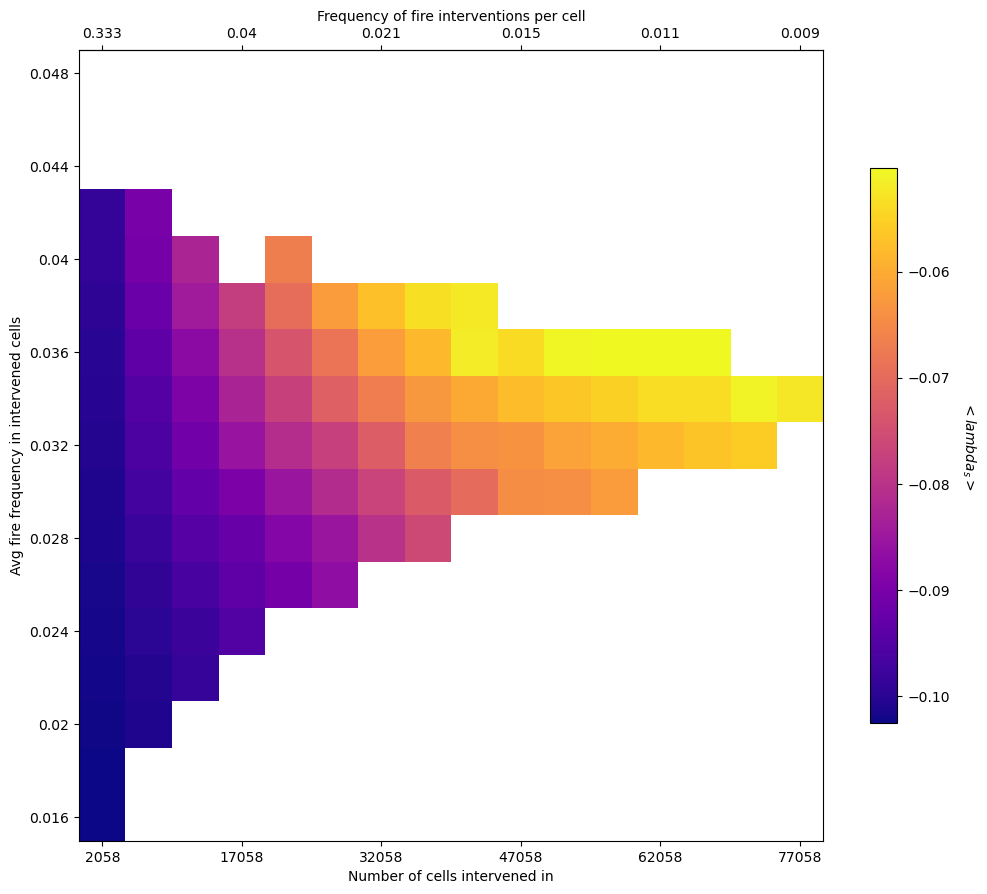 Frequency of fire interventions per cell
0.333 0.04 0.021 0.015 0.011 0.009
Avg fire frequency in intervened cells
0.048
0.044
0.04
0.036
0.032
0.028
0.024
0.02
0.016
2058 17058 32058 47058 62058 77058
Number of cells intervened in
−0.06
−0.07
−0.08
−0.09
−0.10
< lambda_s >